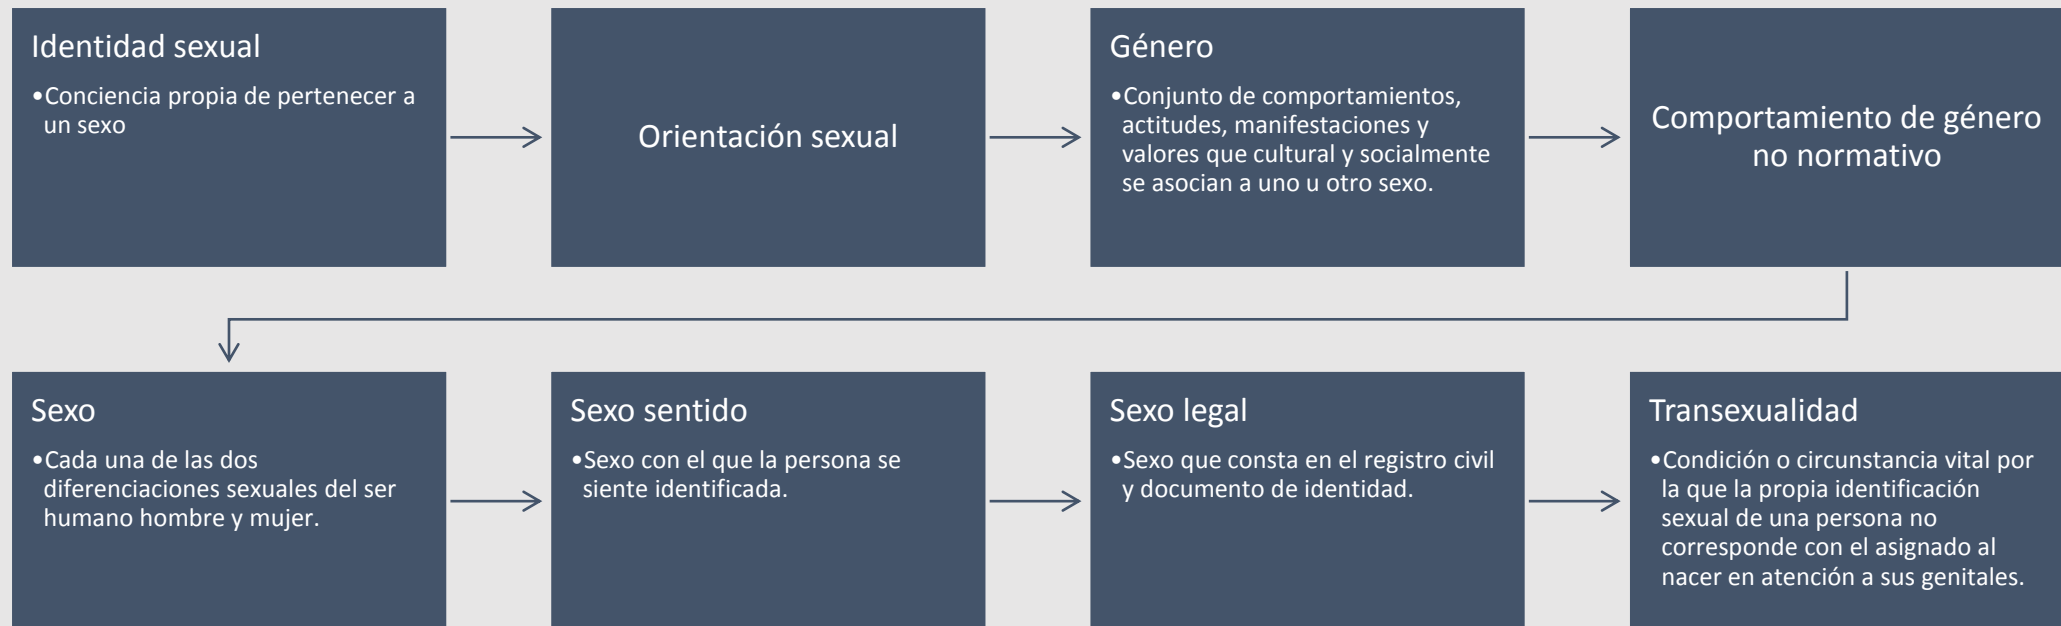 Identidad sexual
•Conciencia propia de pertenecer a
un sexo
Orientación sexual
Género
•Conjunto de comportamientos,
actitudes, manifestaciones y
valores que cultural y socialmente
se asocian a uno u otro sexo.
Comportamiento de género
no normativo
Sexo
•Cada una de las dos
diferenciaciones sexuales del ser
humano hombre y mujer.
Sexo sentido
•Sexo con el que la persona se
siente identificada.
Sexo legal
•Sexo que consta en el registro civil
y documento de identidad.
Transexualidad
•Condición o circunstancia vital por
la que la propia identificación
sexual de una persona no
corresponde con el asignado al
nacer en atención a sus genitales.